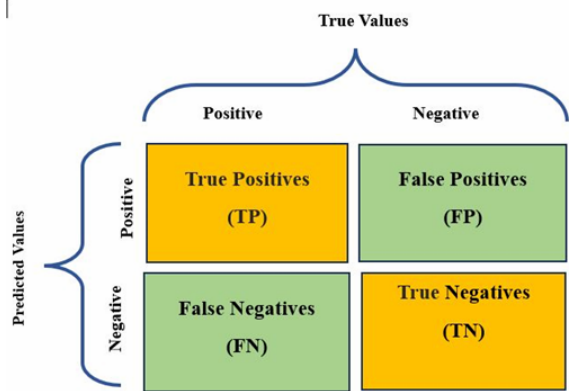 True Values
Positive Negative
Predicted Values
Positive
True Positives
(TP)
False Positives
(FP)
Negative
False Negatives
(FN)
True Negatives
(TN)